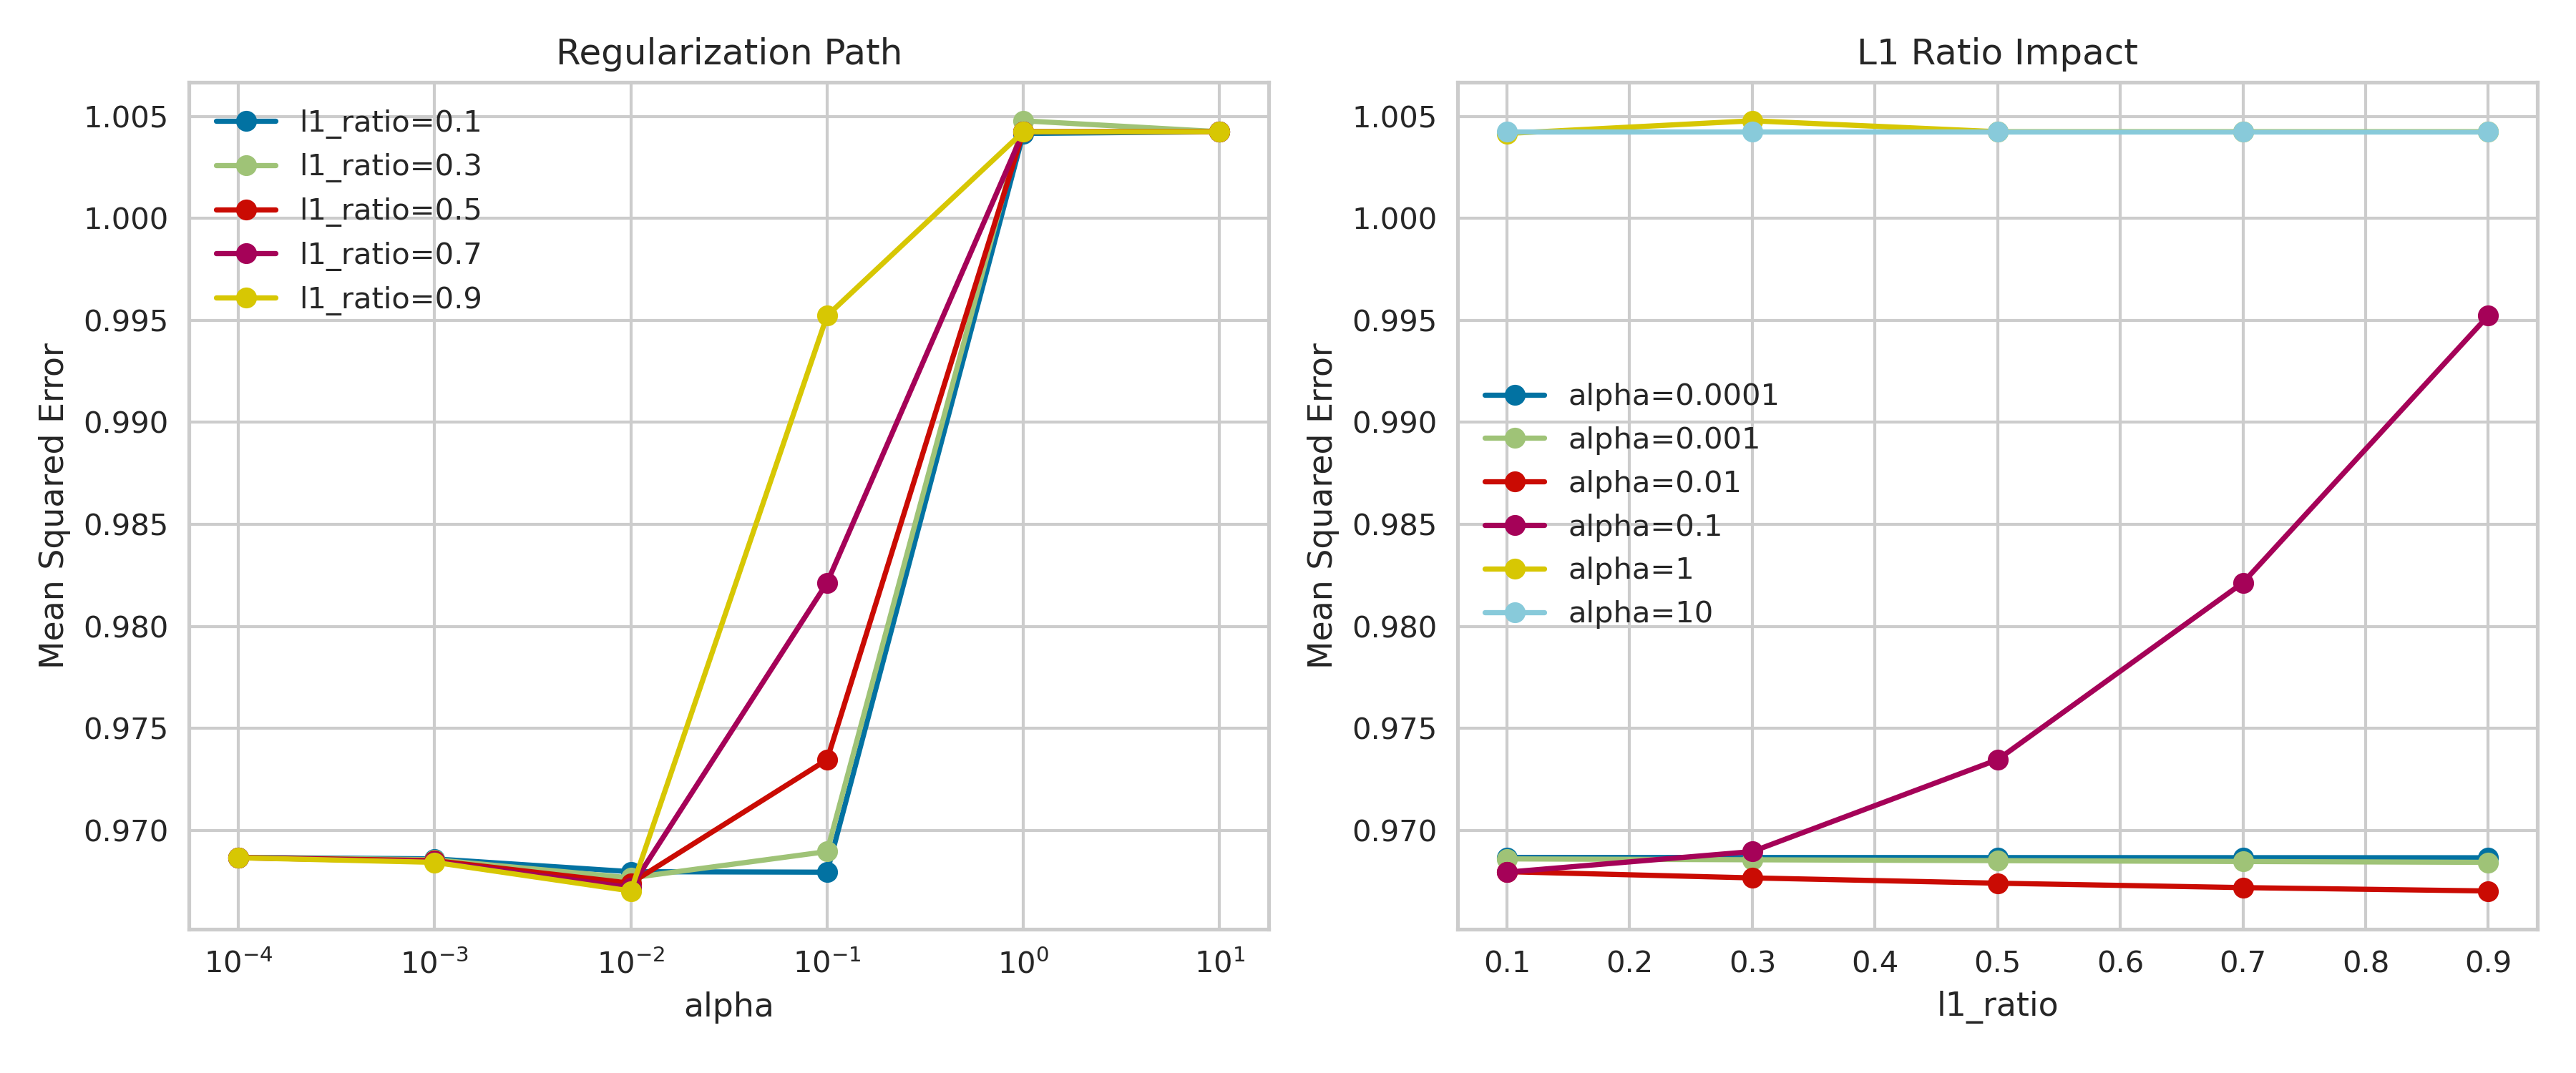 Regularization Path
1.005
1.000
0.995
0.990
0.985
0.980
0.975
0.970
Mean Squared Error
l1_ratio=0.1
l1_ratio=0.3
l1_ratio=0.5
l1_ratio=0.7
l1_ratio=0.9
10⁻⁴ 10⁻³ 10⁻² 10⁻¹ 10⁰ 10¹
alpha
L1 Ratio Impact
1.005
1.000
0.995
0.990
0.985
0.980
0.975
0.970
Mean Squared Error
alpha=0.0001
alpha=0.001
alpha=0.01
alpha=0.1
alpha=1
alpha=10
0.1 0.2 0.3 0.4 0.5 0.6 0.7 0.8 0.9
l1_ratio